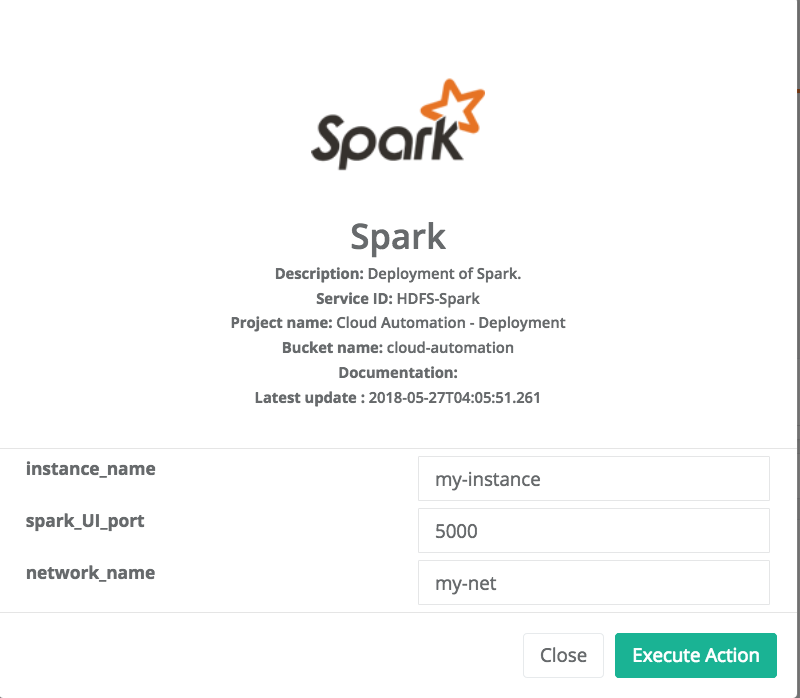 Spark
Spark
Description: Deployment of Spark.
Service ID: HDFS-Spark
Project name: Cloud Automation - Deployment
Bucket name: cloud-automation
Documentation:
Latest update : 2018-05-27T04:05:51.261
instance_name my-instance
spark_UI_port 5000
network_name my-net
Close Execute Action